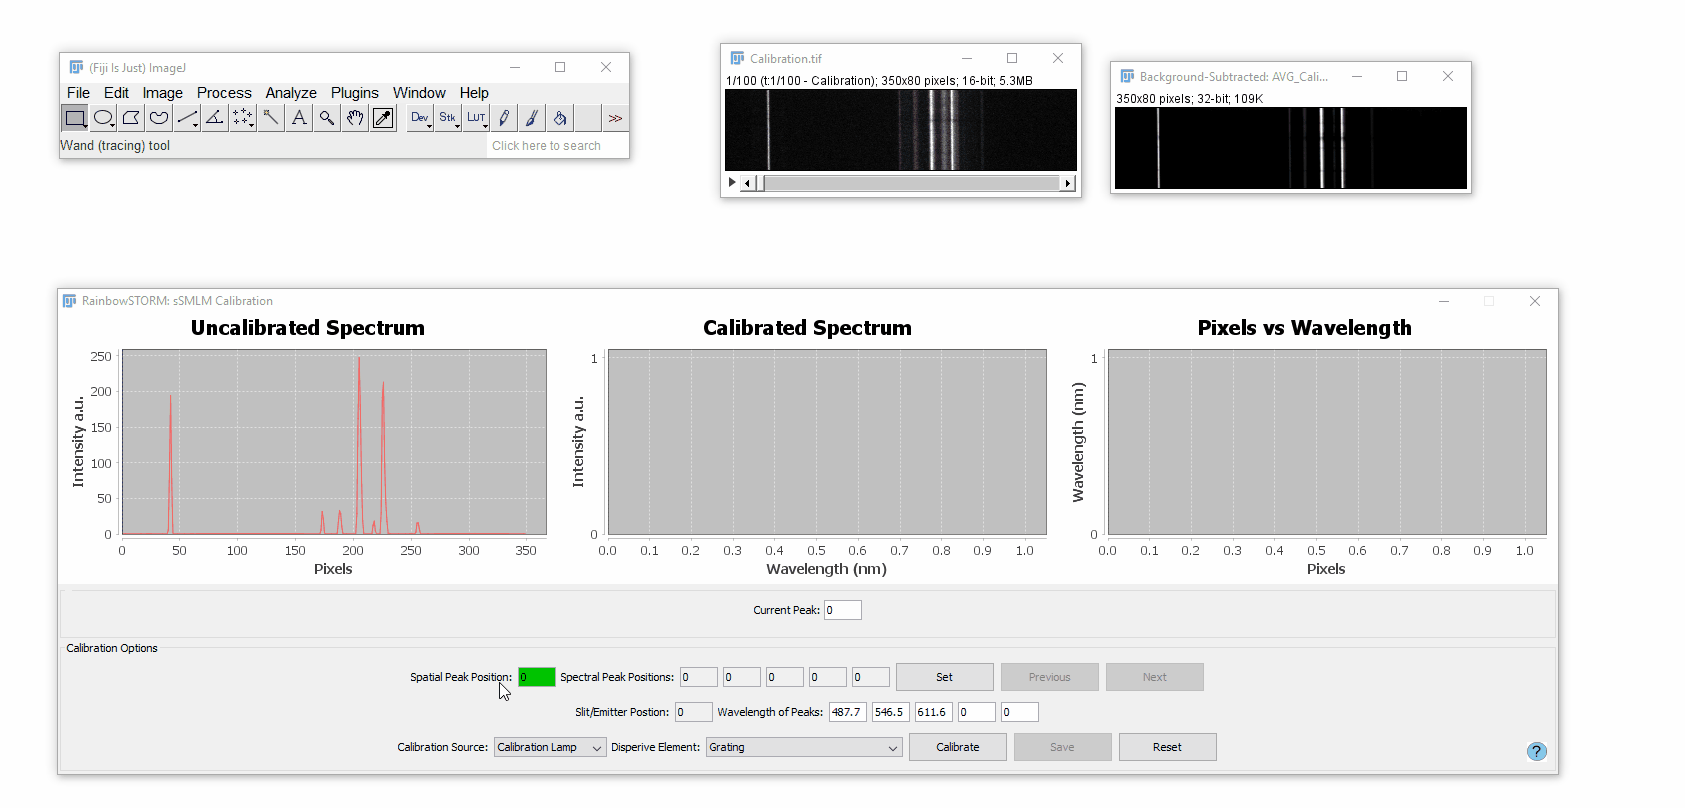 (Fiji Is Just) ImageJ
File Edit Image Process Analyze Plugins Window Help
A Dev Stk LUT >>
Wand (tracing) tool
Click here to search
Calibration.tif
1/100 (t:1/100 - Calibration); 350x80 pixels; 16-bit; 5.3MB
Background-Subtracted: AVG_Cali...
350x80 pixels; 32-bit; 109K
RainbowSTORM: sSMLM Calibration
Uncalibrated Spectrum
250
200
150
100
50
0
Intensity a.u.
0 50 100 150 200 250 300 350
Pixels
Calibrated Spectrum
1
0
Intensity a.u.
0.0 0.1 0.2 0.3 0.4 0.5 0.6 0.7 0.8 0.9 1.0
Wavelength (nm)
Pixels vs Wavelength
1
0
Wavelength (nm)
0.0 0.1 0.2 0.3 0.4 0.5 0.6 0.7 0.8 0.9 1.0
Pixels
Current Peak: 0
Calibration Options
Spatial Peak Position: 0 Spectral Peak Positions: 0 0 0 0 0 Set Previous Next
Slit/Emitter Postion: 0 Wavelength of Peaks: 487.7 546.5 611.6 0 0
Calibration Source: Calibration Lamp Disperive Element: Grating Calibrate Save Reset
?